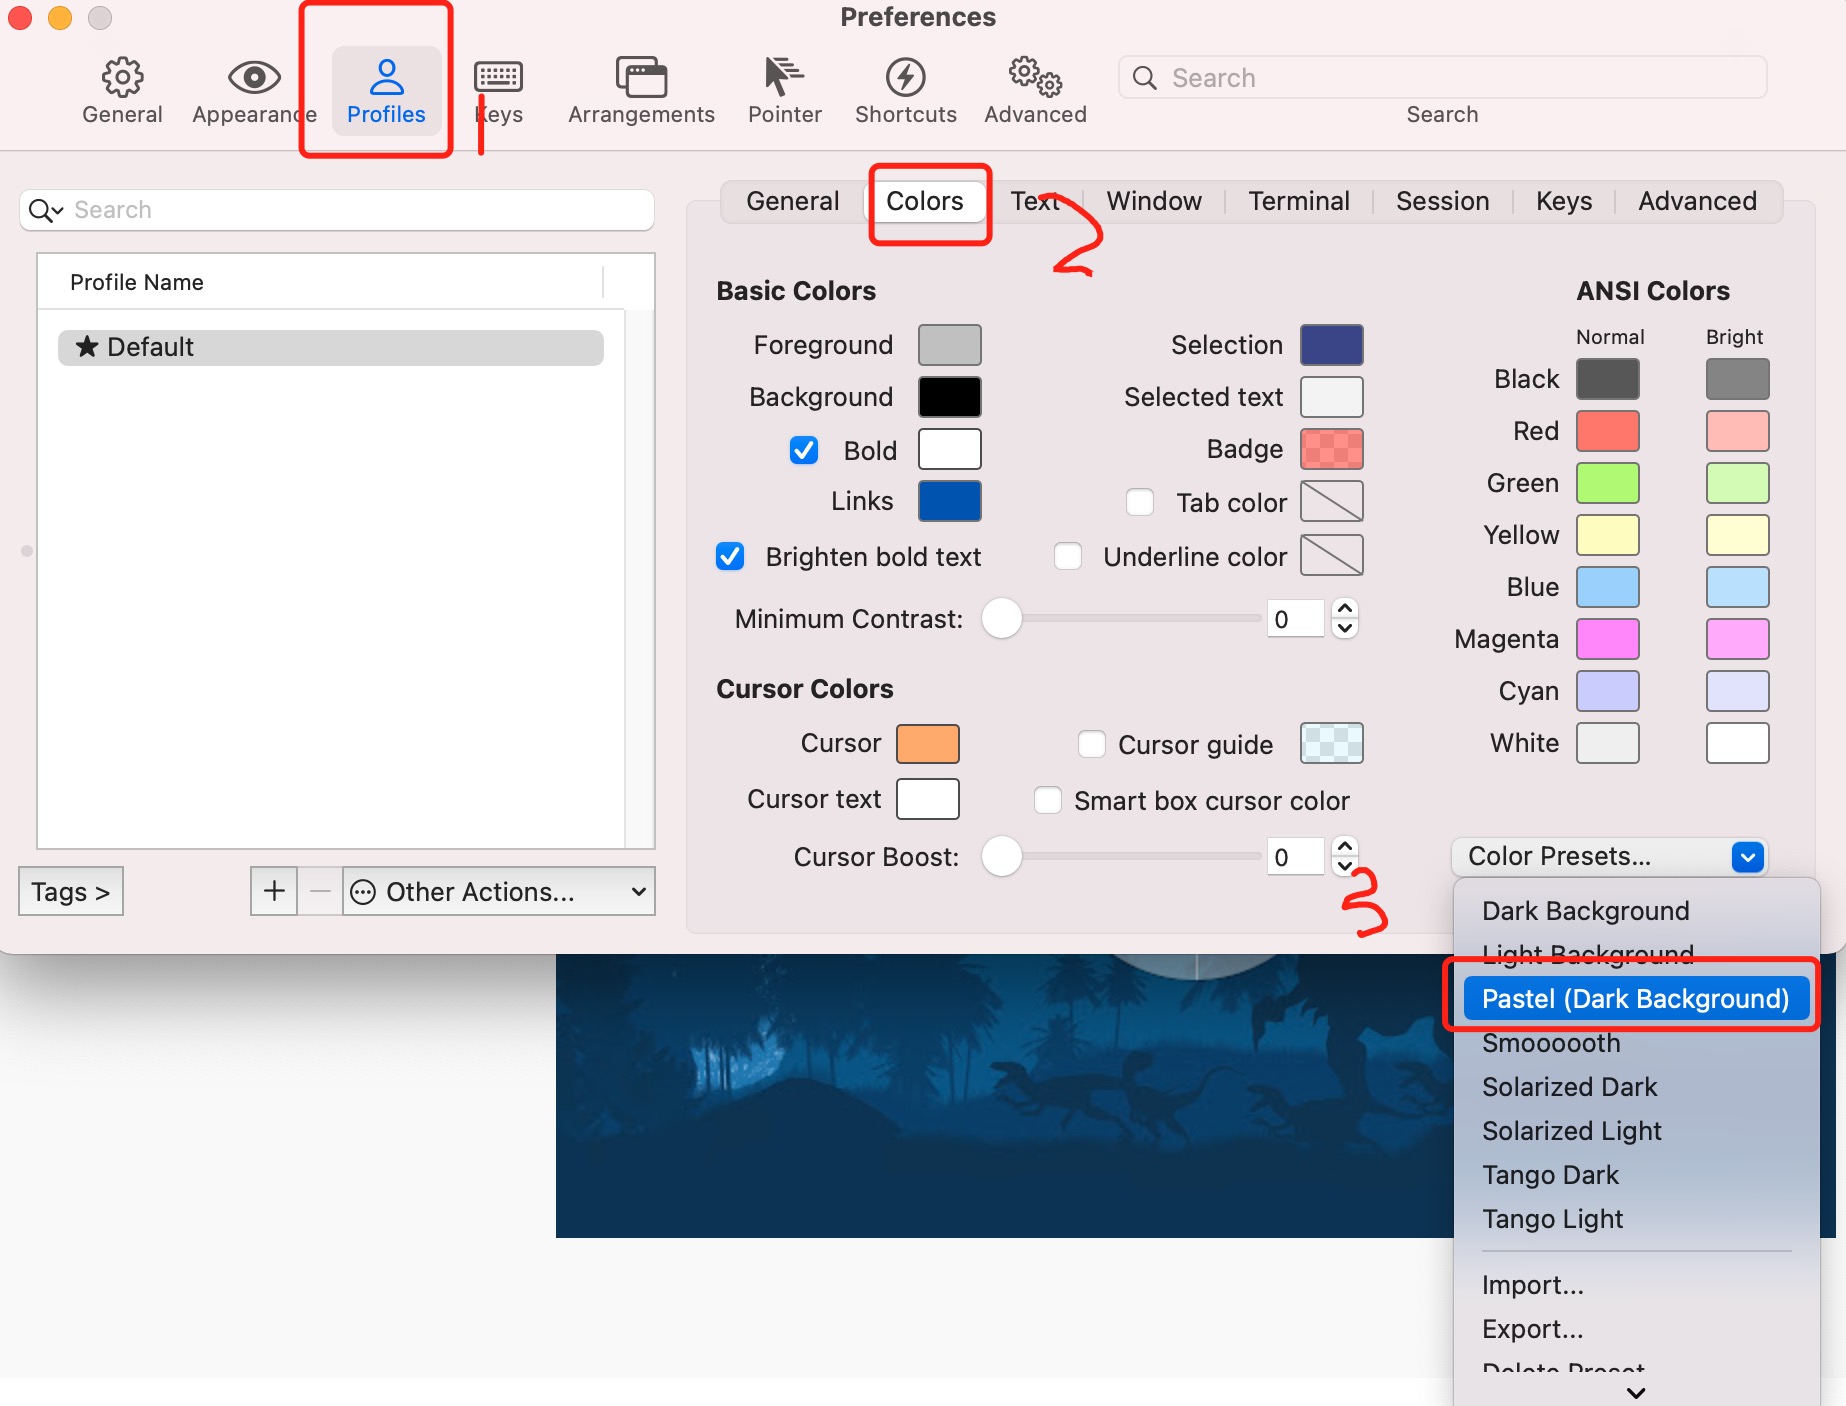 Preferences
General
Appearance
Profiles
Keys
Arrangements
Pointer
Shortcuts
Advanced
Search
Search
1
Search
General
Colors
Text
Window
Terminal
Session
Keys
Advanced
2
Profile Name
★ Default
Basic Colors
Foreground
Background
Bold
Links
Brighten bold text
Minimum Contrast:
0
Selection
Selected text
Badge
Tab color
Underline color
Cursor Colors
Cursor
Cursor text
Cursor Boost:
0
Cursor guide
Smart box cursor color
ANSI Colors
Normal
Bright
Black
Red
Green
Yellow
Blue
Magenta
Cyan
White
Tags >
+
−
Other Actions...
3
Color Presets...
Dark Background
Light Background
Pastel (Dark Background)
Smoooooth
Solarized Dark
Solarized Light
Tango Dark
Tango Light
Import...
Export...
Delete Preset